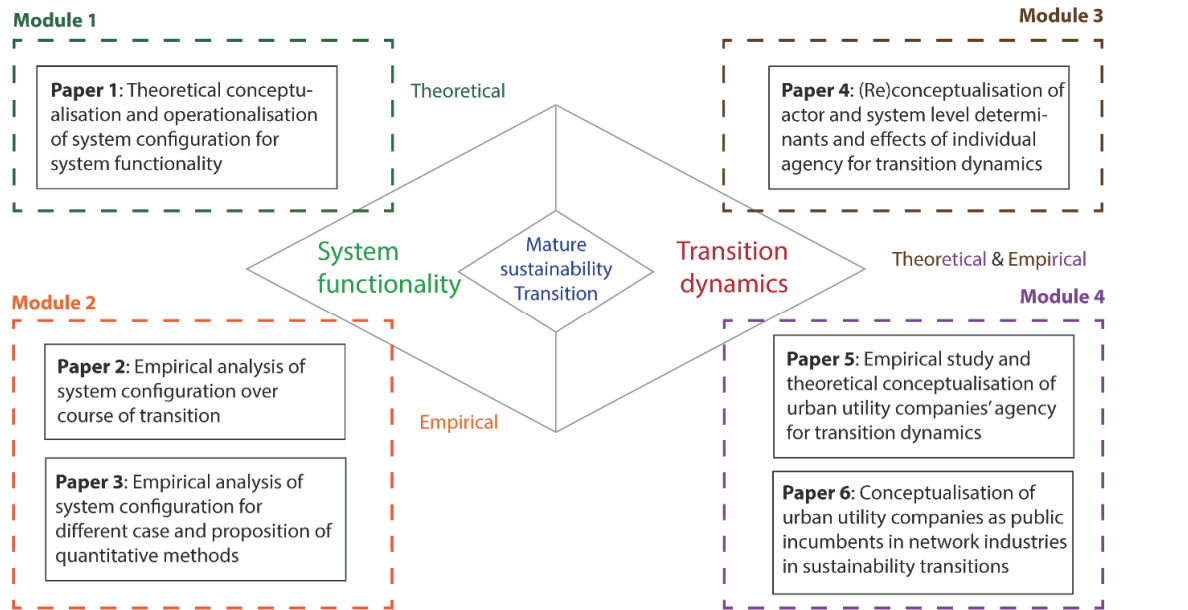 Module 1
Paper 1: Theoretical conceptu-
alisation and operationalisation
of system configuration for
system functionality
Theoretical
Module 3
Paper 4: (Re)conceptualisation of
actor and system level determi-
nants and effects of individual
agency for transition dynamics
System
functionality
Mature
sustainability
Transition
Transition
dynamics
Theoretical & Empirical
Module 2
Paper 2: Empirical analysis of
system configuration over
course of transition
Paper 3: Empirical analysis of
system configuration for
different case and proposition of
quantitative methods
Empirical
Module 4
Paper 5: Empirical study and
theoretical conceptualisation of
urban utility companies’ agency
for transition dynamics
Paper 6: Conceptualisation of
urban utility companies as public
incumbents in network industries
in sustainability transitions